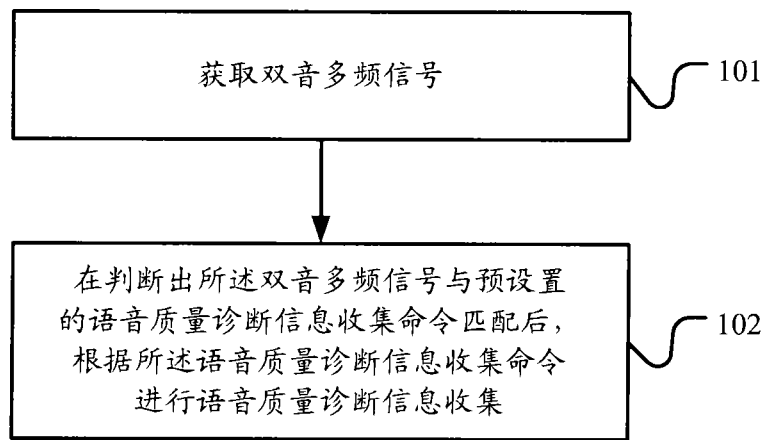 获取双音多频信号
101
在判断出所述双音多频信号与预设置
的语音质量诊断信息收集命令匹配后，
根据所述语音质量诊断信息收集命令
进行语音质量诊断信息收集
102